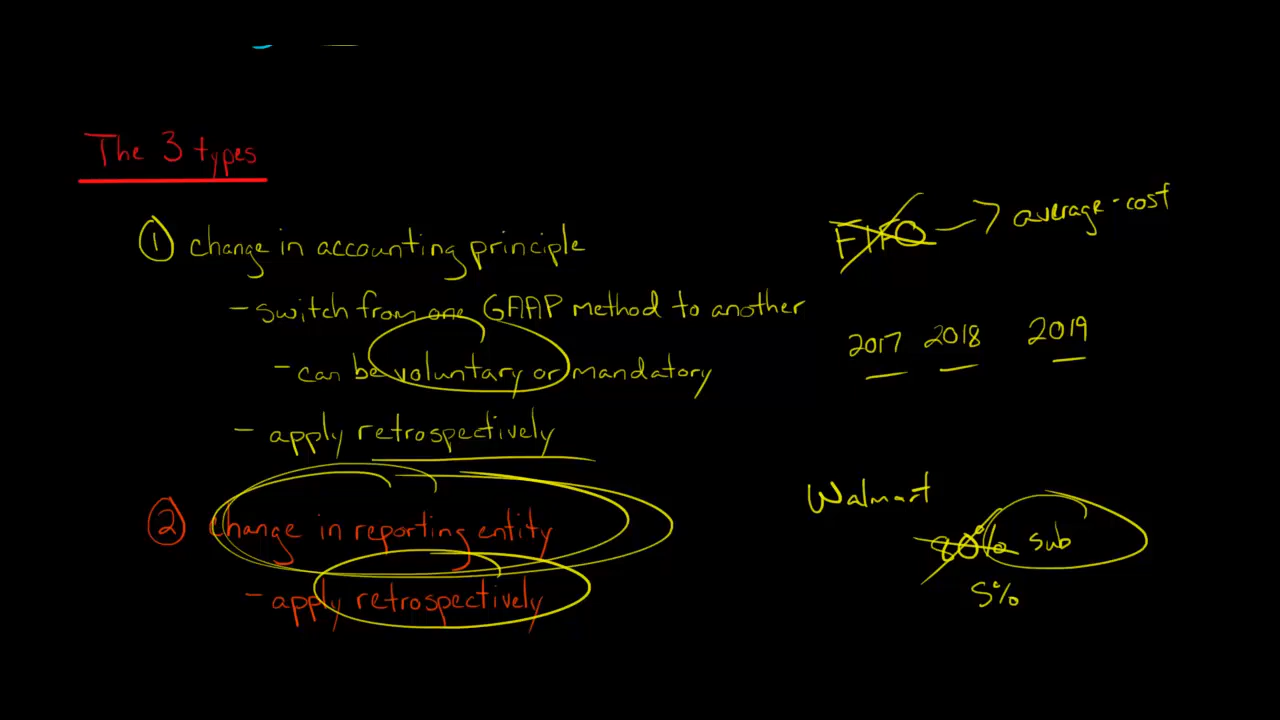 The 3 types
① change in accounting principle
- switch from one GAAP method to another
- can be voluntary or mandatory
- apply retrospectively
② change in reporting entity
- apply retrospectively
FIFO → average-cost
2017 2018 2019
Walmart
80% sub
5%